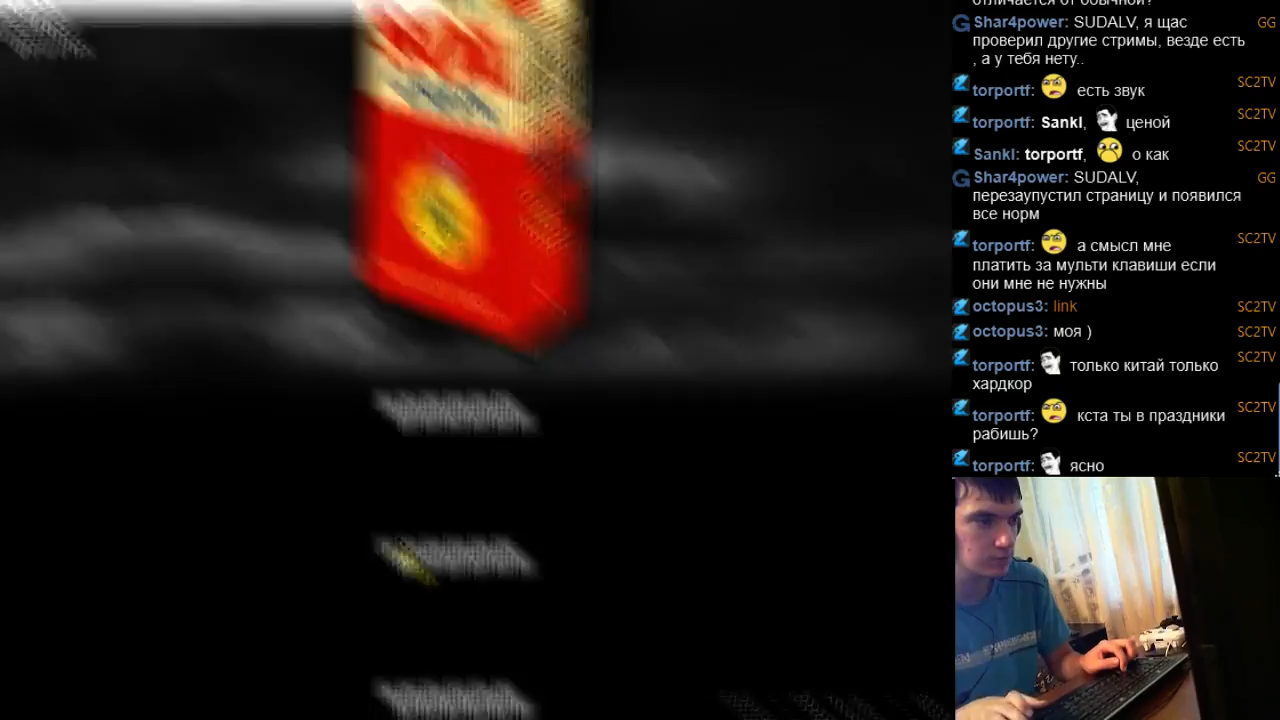 отличается от обычной?
Shar4power: SUDALV, я щас GG
проверил другие стримы, везде есть
, а у тебя нету..
torportf: есть звук SC2TV
torportf: Sankl, ценой SC2TV
Sankl: torportf, о как SC2TV
Shar4power: SUDALV, GG
перезаупустил страницу и появился
все норм
torportf: а смысл мне SC2TV
платить за мульти клавиши если
они мне не нужны
octopus3: link SC2TV
octopus3: моя ) SC2TV
torportf: только китай только SC2TV
хардкор
torportf: кста ты в праздники SC2TV
рабишь?
torportf: ясно SC2TV